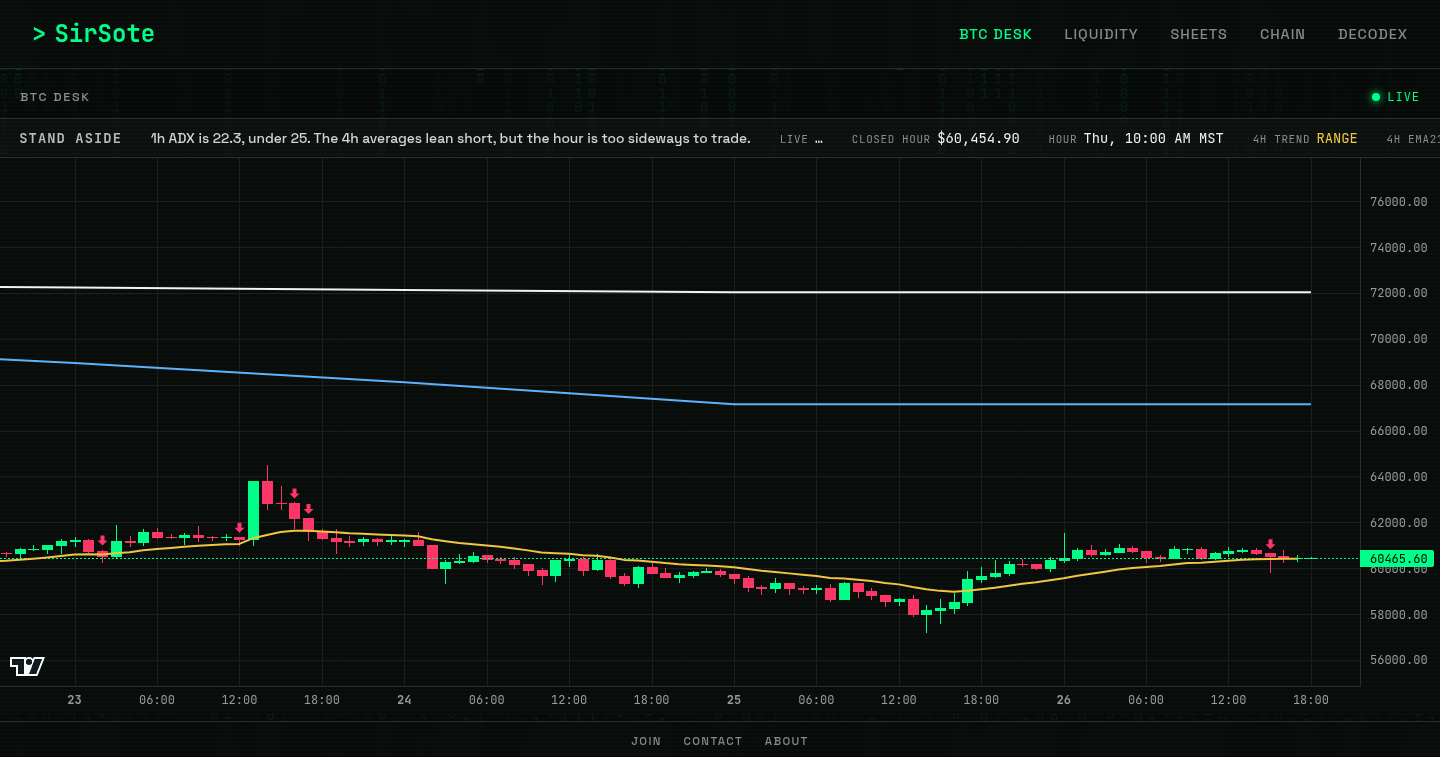 > SirSote
BTC DESK LIQUIDITY SHEETS CHAIN DECODEX
BTC DESK
LIVE
STAND ASIDE 1h ADX is 22.3, under 25. The 4h averages lean short, but the hour is too sideways to trade. LIVE … CLOSED HOUR $60,454.90 HOUR Thu, 10:00 AM MST 4H TREND RANGE 4H EMA21
76000.00
74000.00
72000.00
70000.00
68000.00
66000.00
64000.00
62000.00
60465.60
60000.00
58000.00
56000.00
23 06:00 12:00 18:00 24 06:00 12:00 18:00 25 06:00 12:00 18:00 26 06:00 12:00 18:00
JOIN CONTACT ABOUT